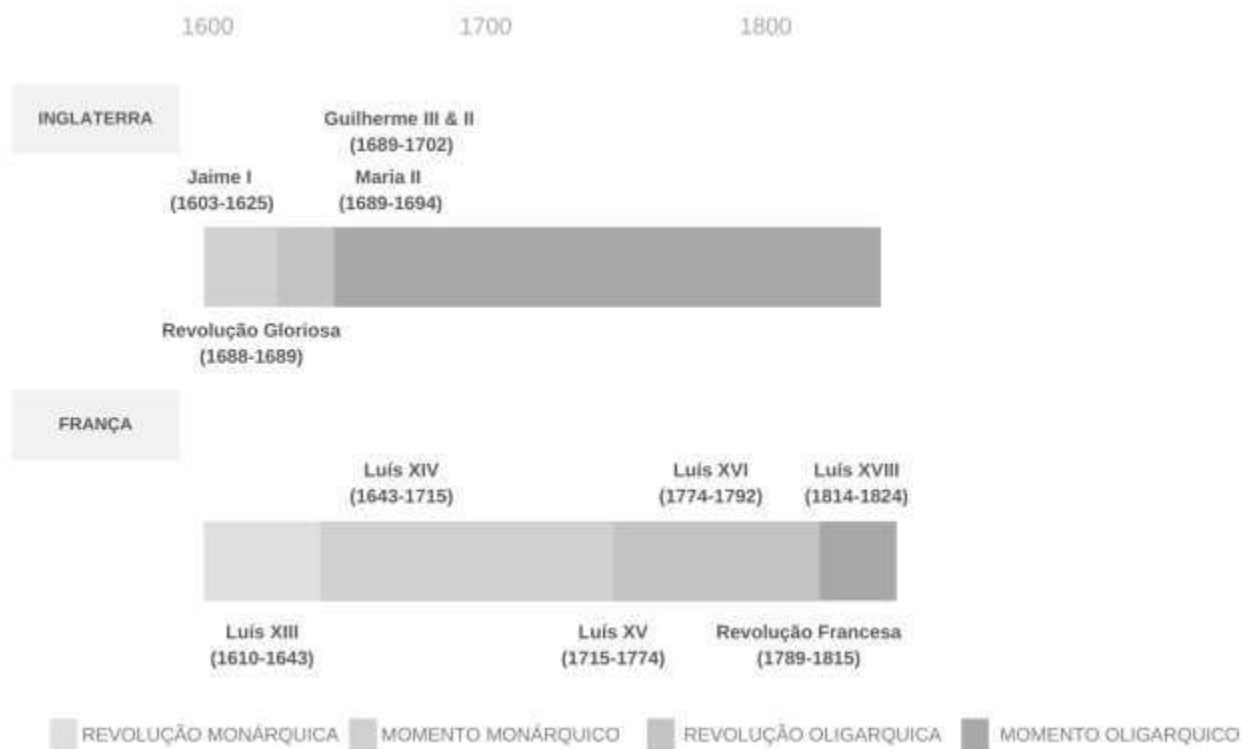 1600 1700 1800
INGLATERRA
Guilherme III & II
(1689-1702)
Jaime I
(1603-1625)
Maria II
(1689-1694)
Revolução Gloriosa
(1688-1689)
FRANÇA
Luís XIV
(1643-1715)
Luís XVI
(1774-1792)
Luís XVIII
(1814-1824)
Luís XIII
(1610-1643)
Luís XV
(1715-1774)
Revolução Francesa
(1789-1815)
REVOLUÇÃO MONÁRQUICA MOMENTO MONÁRQUICO REVOLUÇÃO OLIGARQUICA MOMENTO OLIGARQUICO